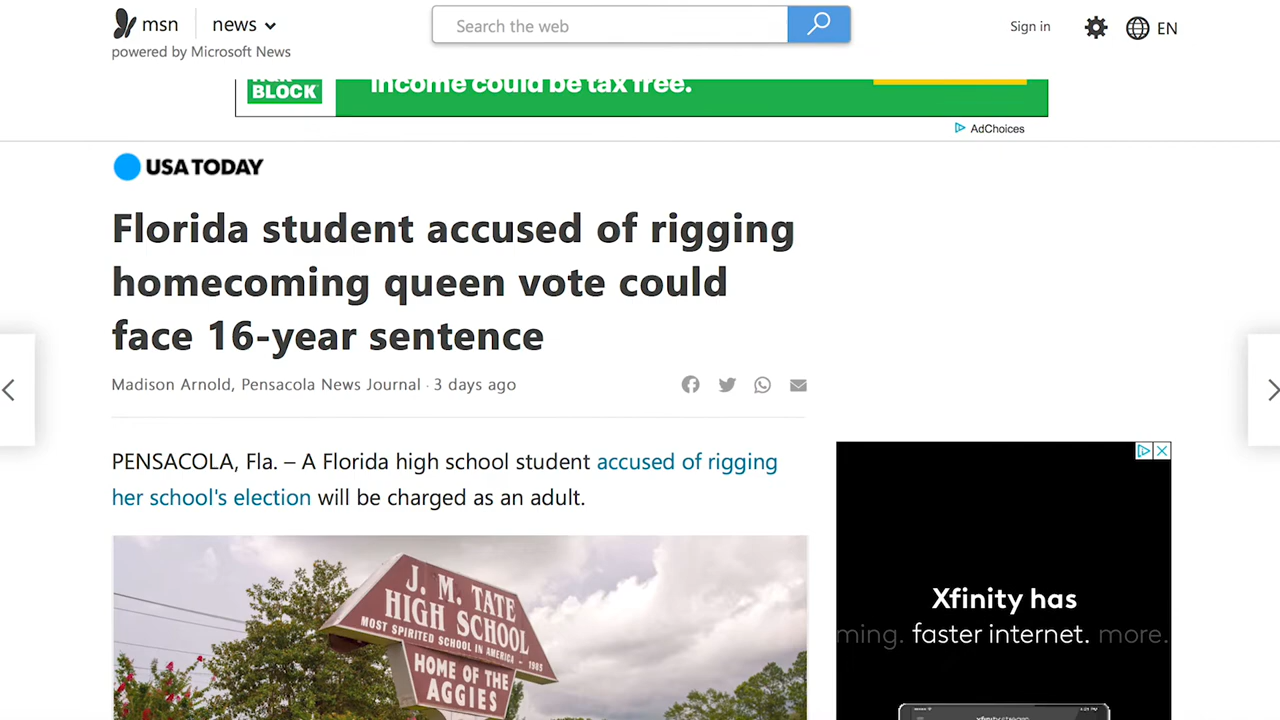 msn
news
Search the web
Sign in
EN
powered by Microsoft News
BLOCK
income could be tax free.
AdChoices
USA TODAY
Florida student accused of rigging
homecoming queen vote could
face 16-year sentence
Madison Arnold, Pensacola News Journal · 3 days ago
PENSACOLA, Fla. – A Florida high school student accused of rigging
her school's election will be charged as an adult.
J. M. TATE
HIGH SCHOOL
MOST SPIRITED SCHOOL IN AMERICA - 1985
HOME OF THE
AGGIES
Xfinity has
ming. faster internet. more.